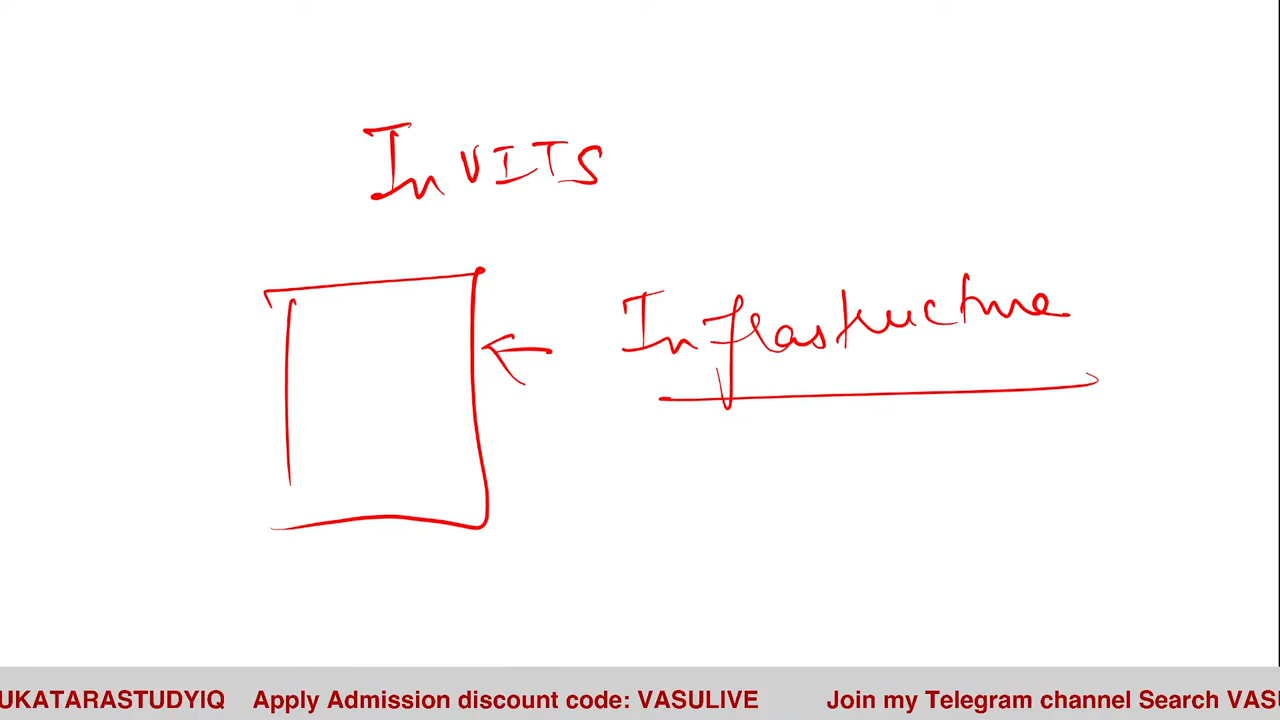 InVITS
Infrastructure
UKATARASTUDYIQ Apply Admission discount code: VASULIVE Join my Telegram channel Search VAS